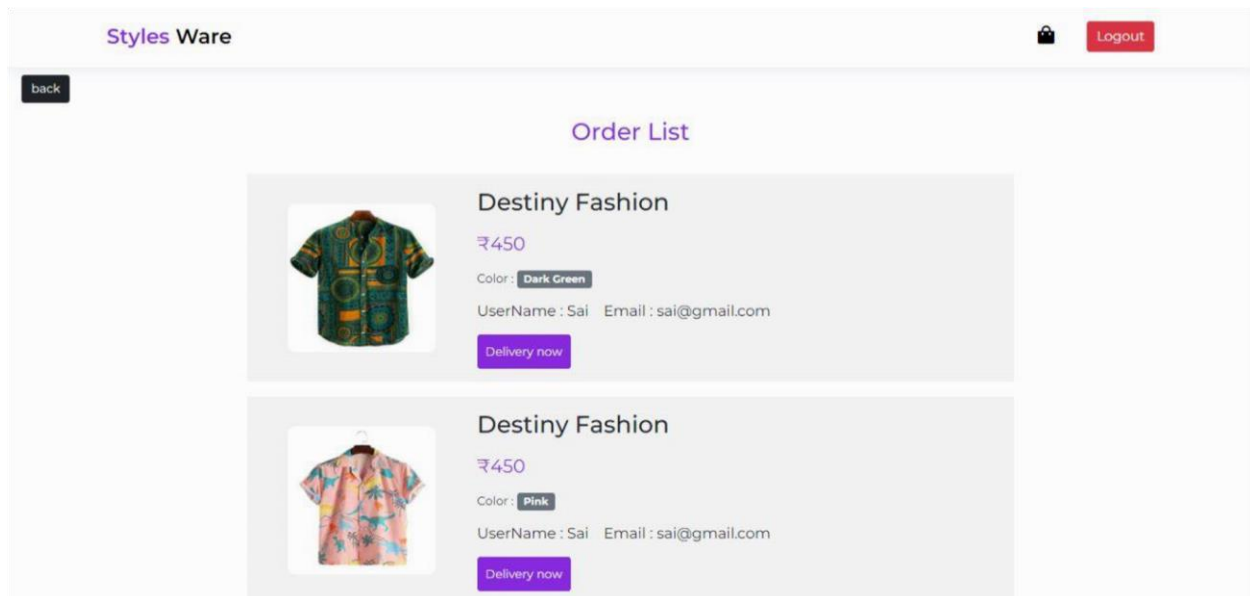 Styles Ware
Logout
back
Order List
Destiny Fashion
₹450
Color : Dark Green
UserName : Sai Email : sai@gmail.com
Delivery now
Destiny Fashion
₹450
Color : Pink
UserName : Sai Email : sai@gmail.com
Delivery now